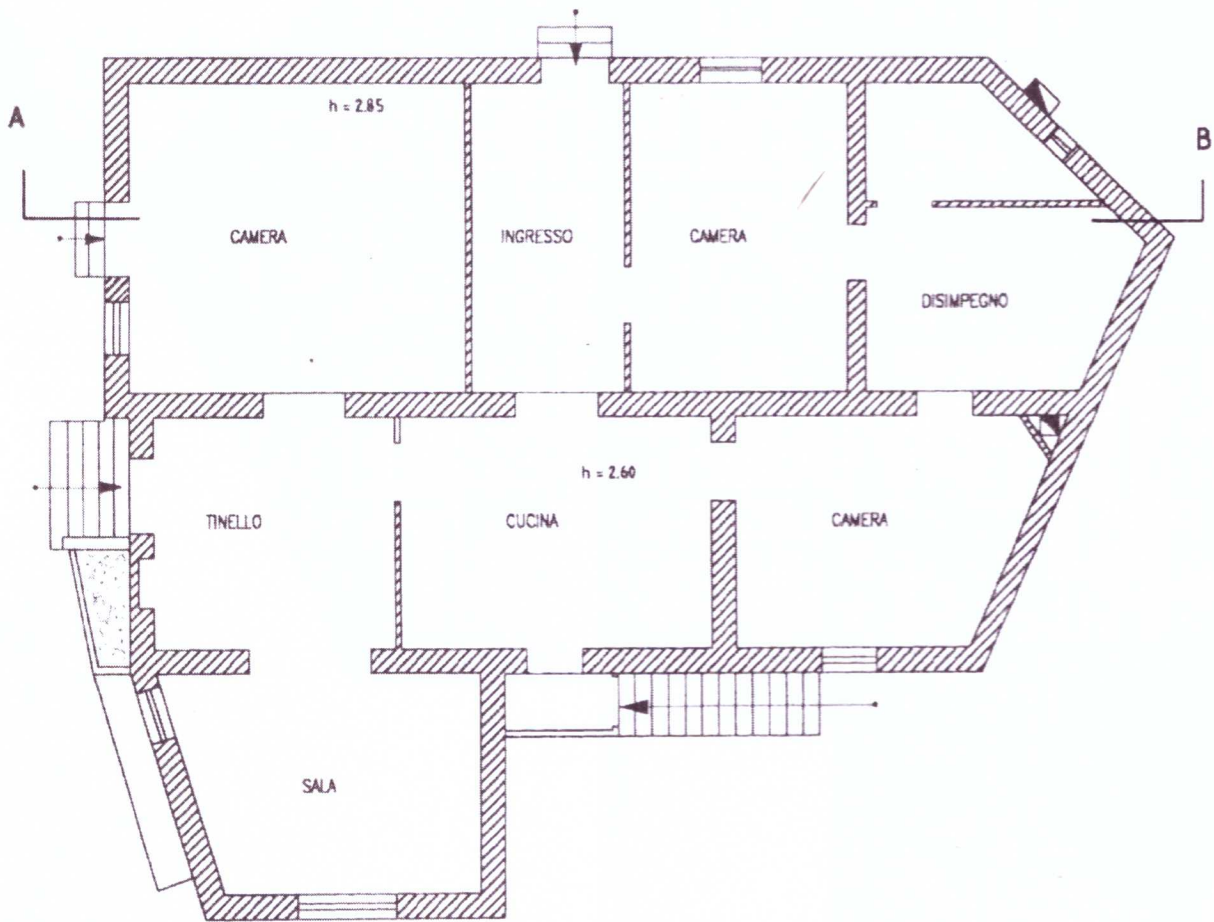 h = 2.85
A
B
CAMERA
INGRESSO
CAMERA
DISIMPEGNO
h = 2.60
TINELLO
CUCINA
CAMERA
SALA